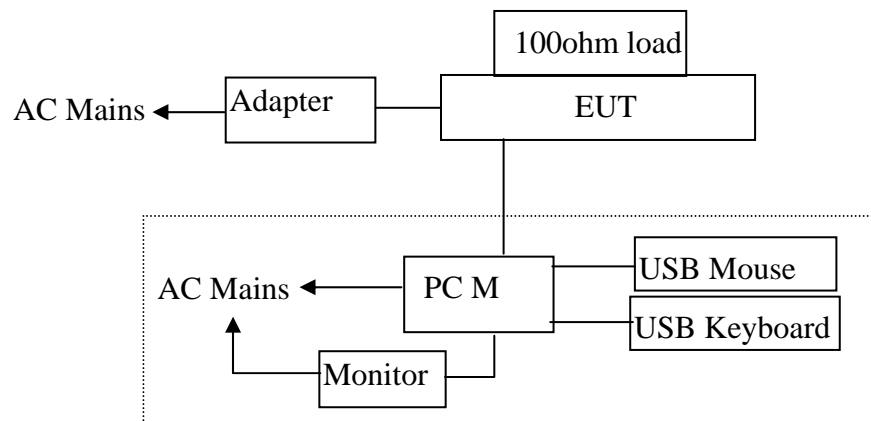 100ohm load
AC Mains
Adapter
EUT
AC Mains
PC M
USB Mouse
USB Keyboard
Monitor